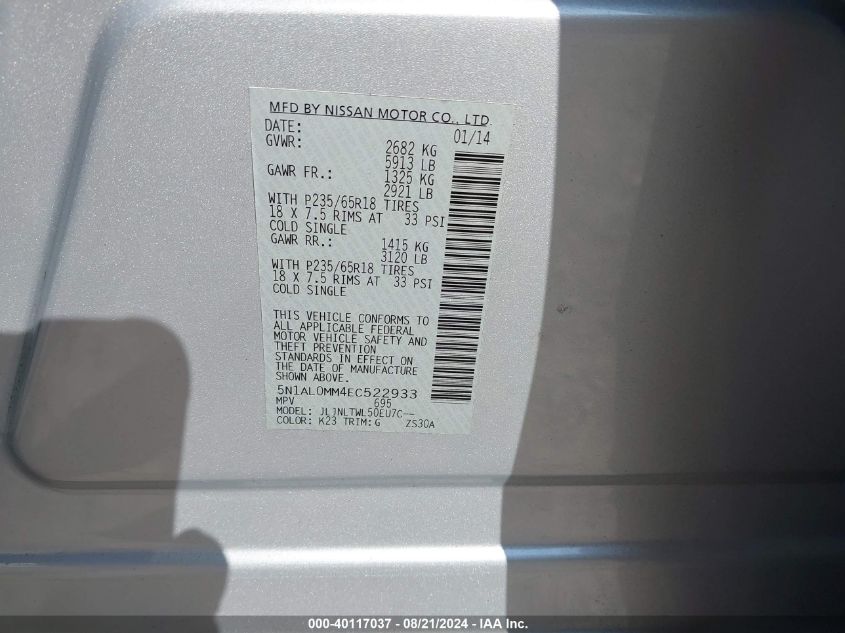 MFD BY NISSAN MOTOR CO., LTD.
DATE: 01/14
GVWR: 2682 KG
5913 LB
GAWR FR.: 1325 KG
2921 LB
WITH P235/65R18 TIRES
18 X 7.5 RIMS AT 33 PSI
COLD SINGLE
GAWR RR.: 1415 KG
3120 LB
WITH P235/65R18 TIRES
18 X 7.5 RIMS AT 33 PSI
COLD SINGLE
THIS VEHICLE CONFORMS TO
ALL APPLICABLE FEDERAL
MOTOR VEHICLE SAFETY AND
THEFT PREVENTION
STANDARDS IN EFFECT ON
THE DATE OF MANUFACTURE
SHOWN ABOVE.
5N1AL0MM4EC522933
MPV 695
MODEL: JLJNLTWL50EU7C--
COLOR: K23 TRIM:G ZS30A
000-40117037 - 08/21/2024 - IAA Inc.